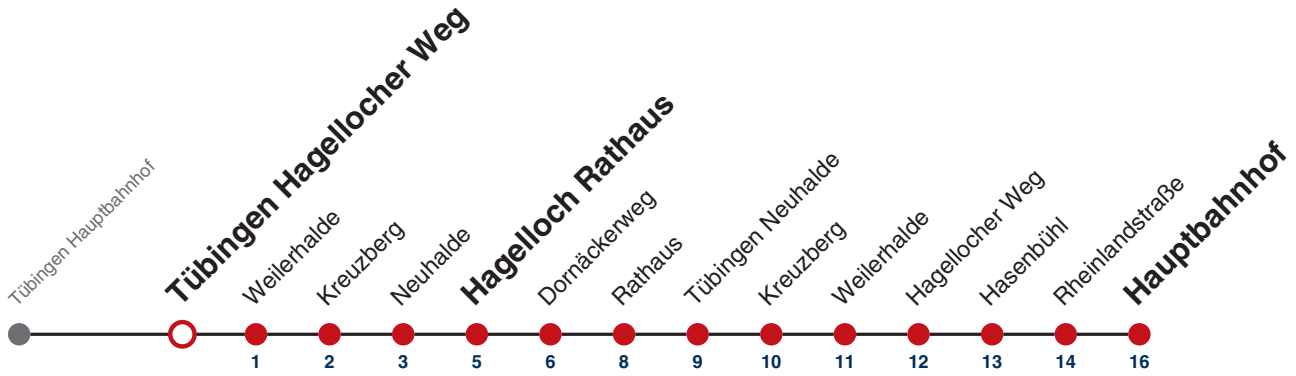 Tübingen Hauptbahnhof
Tübingen Hagellocher Weg
Weilerhalde
Kreuzberg
Neuhalde
Hagelloch Rathaus
Dornäckerweg
Rathaus
Tübingen Neuhalde
Kreuzberg
Weilerhalde
Hagellocher Weg
Hasenbühl
Rheinlandstraße
Hauptbahnhof
1 2 3 5 6 8 9 10 11 12 13 14 16